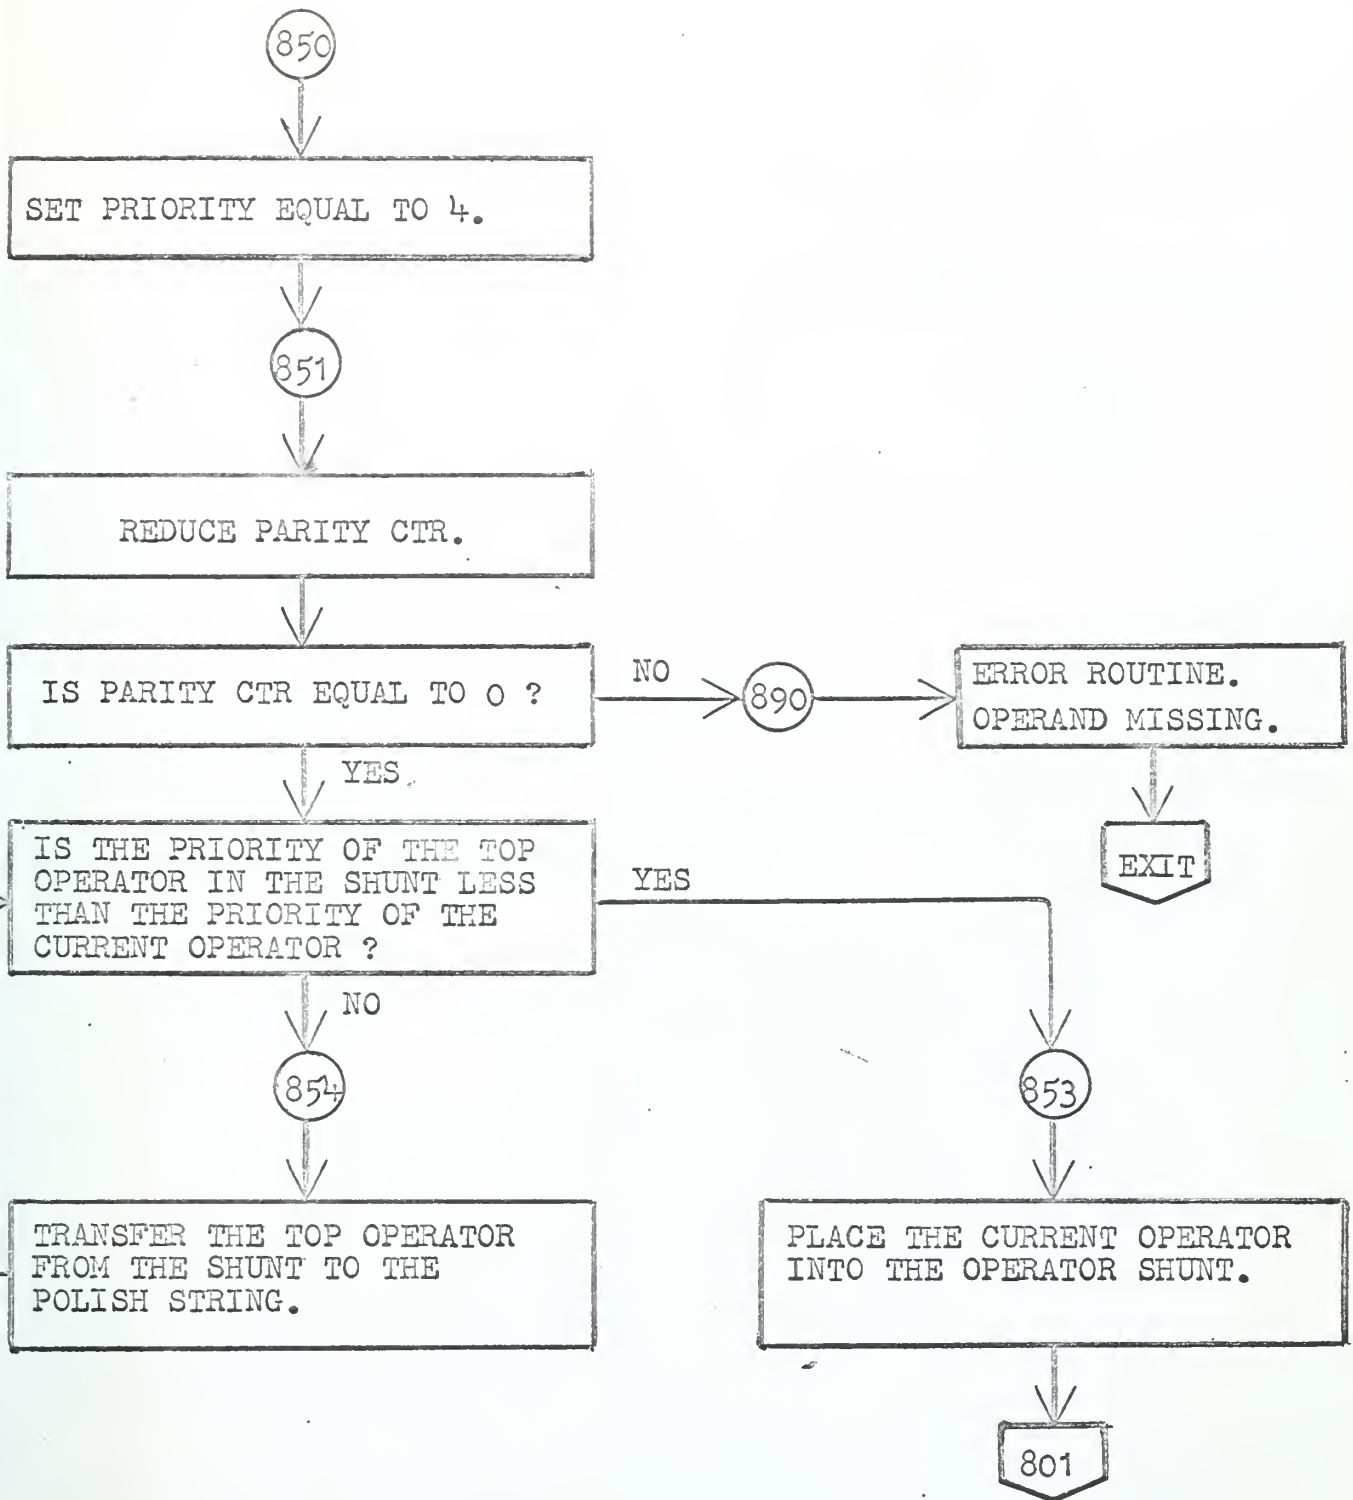 850
SET PRIORITY EQUAL TO 4.
851
REDUCE PARITY CTR.
IS PARITY CTR EQUAL TO 0 ?
NO
890
ERROR ROUTINE.
OPERAND MISSING.
EXIT
YES
IS THE PRIORITY OF THE TOP
OPERATOR IN THE SHUNT LESS
THAN THE PRIORITY OF THE
CURRENT OPERATOR ?
YES
NO
854
853
TRANSFER THE TOP OPERATOR
FROM THE SHUNT TO THE
POLISH STRING.
PLACE THE CURRENT OPERATOR
INTO THE OPERATOR SHUNT.
801